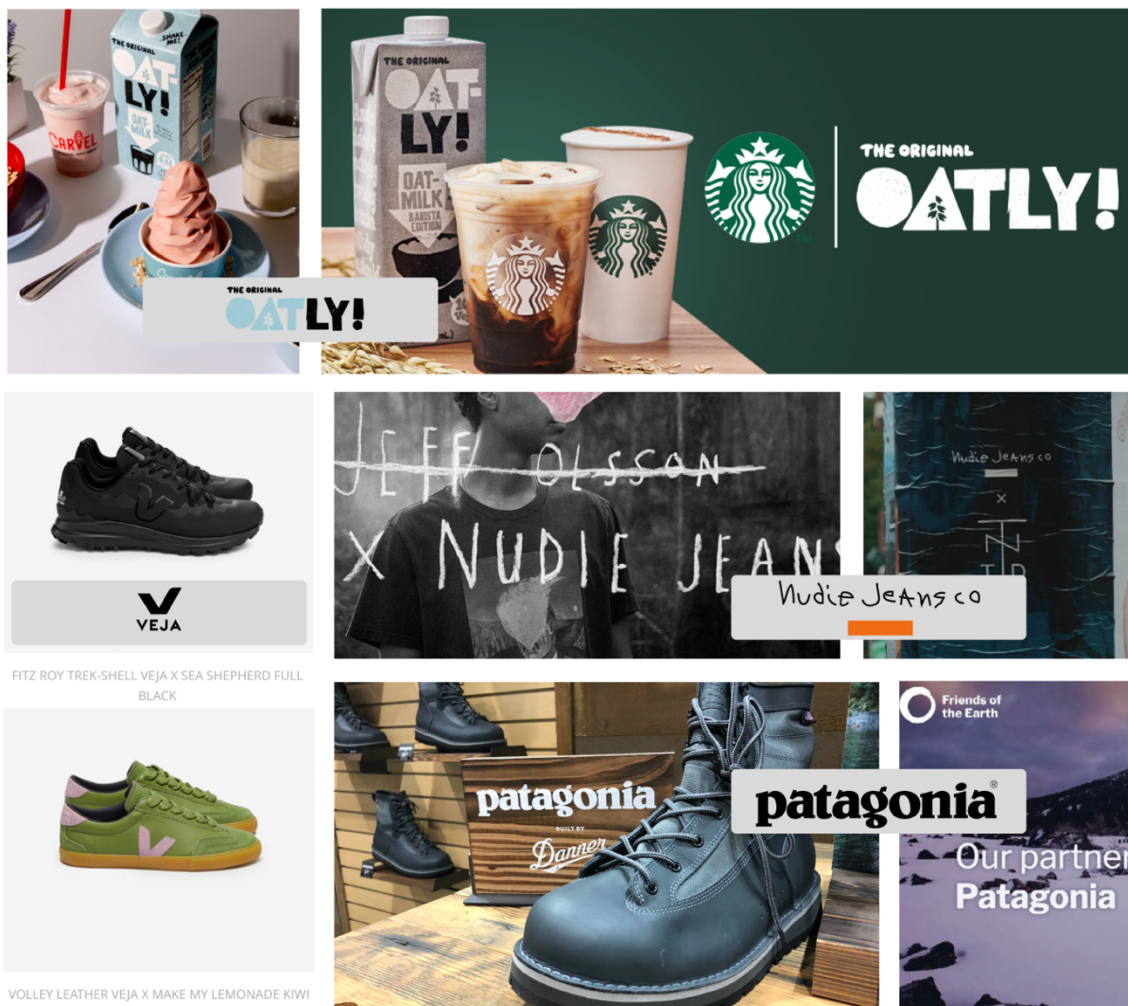 THE ORIGINAL
SHAKE ME!
OAT-
LY!
OAT-
MILK
CARVEL
THE ORIGINAL
OATLY!
THE ORIGINAL
OAT-
LY!
OAT-
MILK
BARISTA
EDITION
THE ORIGINAL
OATLY!
TM
VEJA
FITZ ROY TREK-SHELL VEJA X SEA SHEPHERD FULL
BLACK
VOLLEY LEATHER VEJA X MAKE MY LEMONADE KIWI
JEFF OLSSON
X NUDIE JEANS
nudie Jeans co
x
nudie Jeans co
patagonia
BUILT BY
Danner
patagonia®
Friends of
the Earth
Our partner
Patagonia